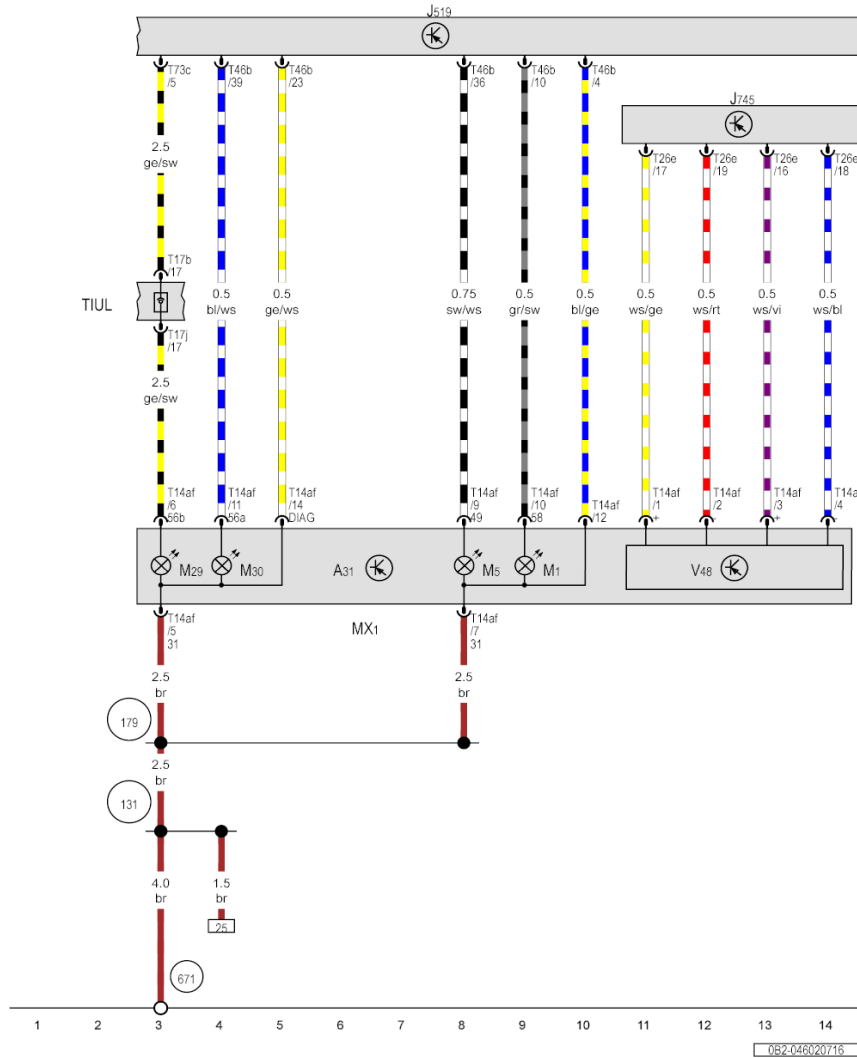 J519
T73c
/5
T46b
/39
T46b
/23
T46b
/36
T46b
/10
T46b
/4
J745
T26e
/17
T26e
/19
T26e
/16
T26e
/18
2.5
ge/sw
T17b
/17
TIUL
T17j
/17
0.5
bl/ws
0.5
ge/ws
0.75
sw/ws
0.5
gr/sw
0.5
bl/ge
0.5
ws/ge
0.5
ws/rt
0.5
ws/vi
0.5
ws/bl
2.5
ge/sw
T14af
/6
56b
T14af
/11
56a
T14af
/14
DIAG
T14af
/9
49
T14af
/10
58
T14af
/12
T14af
/1
+
T14af
/2
-
T14af
/3
+
T14af
/4
-
M29
M30
A31
M5
M1
V48
T14af
/5
31
MX1
T14af
/7
31
2.5
br
2.5
br
179
2.5
br
131
4.0
br
1.5
br
25
671
1 2 3 4 5 6 7 8 9 10 11 12 13 14
0B2-046020716